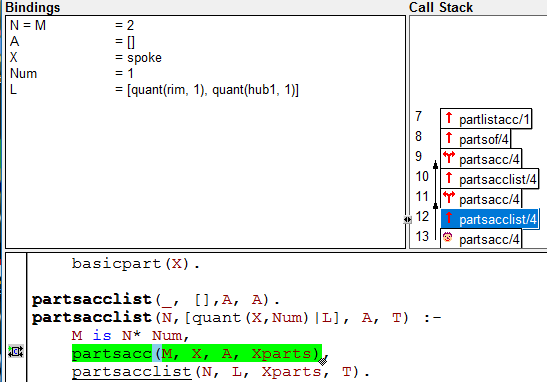 Bindings
N = M = 2
A = []
X = spoke
Num = 1
L = [quant(rim, 1), quant(hub1, 1)]
Call Stack
7 partlistacc/1
8 partsof/4
9 partsacc/4
10 partsacclist/4
11 partsacc/4
12 partsacclist/4
13 partsacc/4
basicpart(X).
partsacclist(_, [],A, A).
partsacclist(N,[quant(X,Num)|L], A, T) :-
M is N* Num,
partsacc(M, X, A, Xparts),
partsacclist(N, L, Xparts, T).